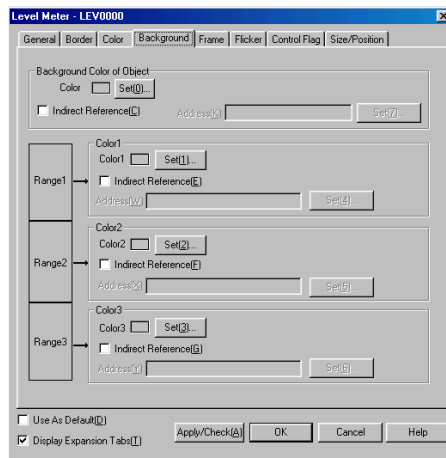 Level Meter - LEV0000
General Border Color Background Frame Flicker Control Flag Size/Position
Background Color of Object
Color Set(0)...
Indirect Reference(C) Address(K) Set(7)...
Color1
Color1 Set(1)...
Range1 Indirect Reference(E)
Address(W) Set(4)...
Color2
Color2 Set(2)...
Range2 Indirect Reference(F)
Address(X) Set(5)...
Color3
Color3 Set(3)...
Range3 Indirect Reference(G)
Address(Y) Set(6)...
Use As Default(D)
Display Expansion Tabs(T) Apply/Check(A) OK Cancel Help